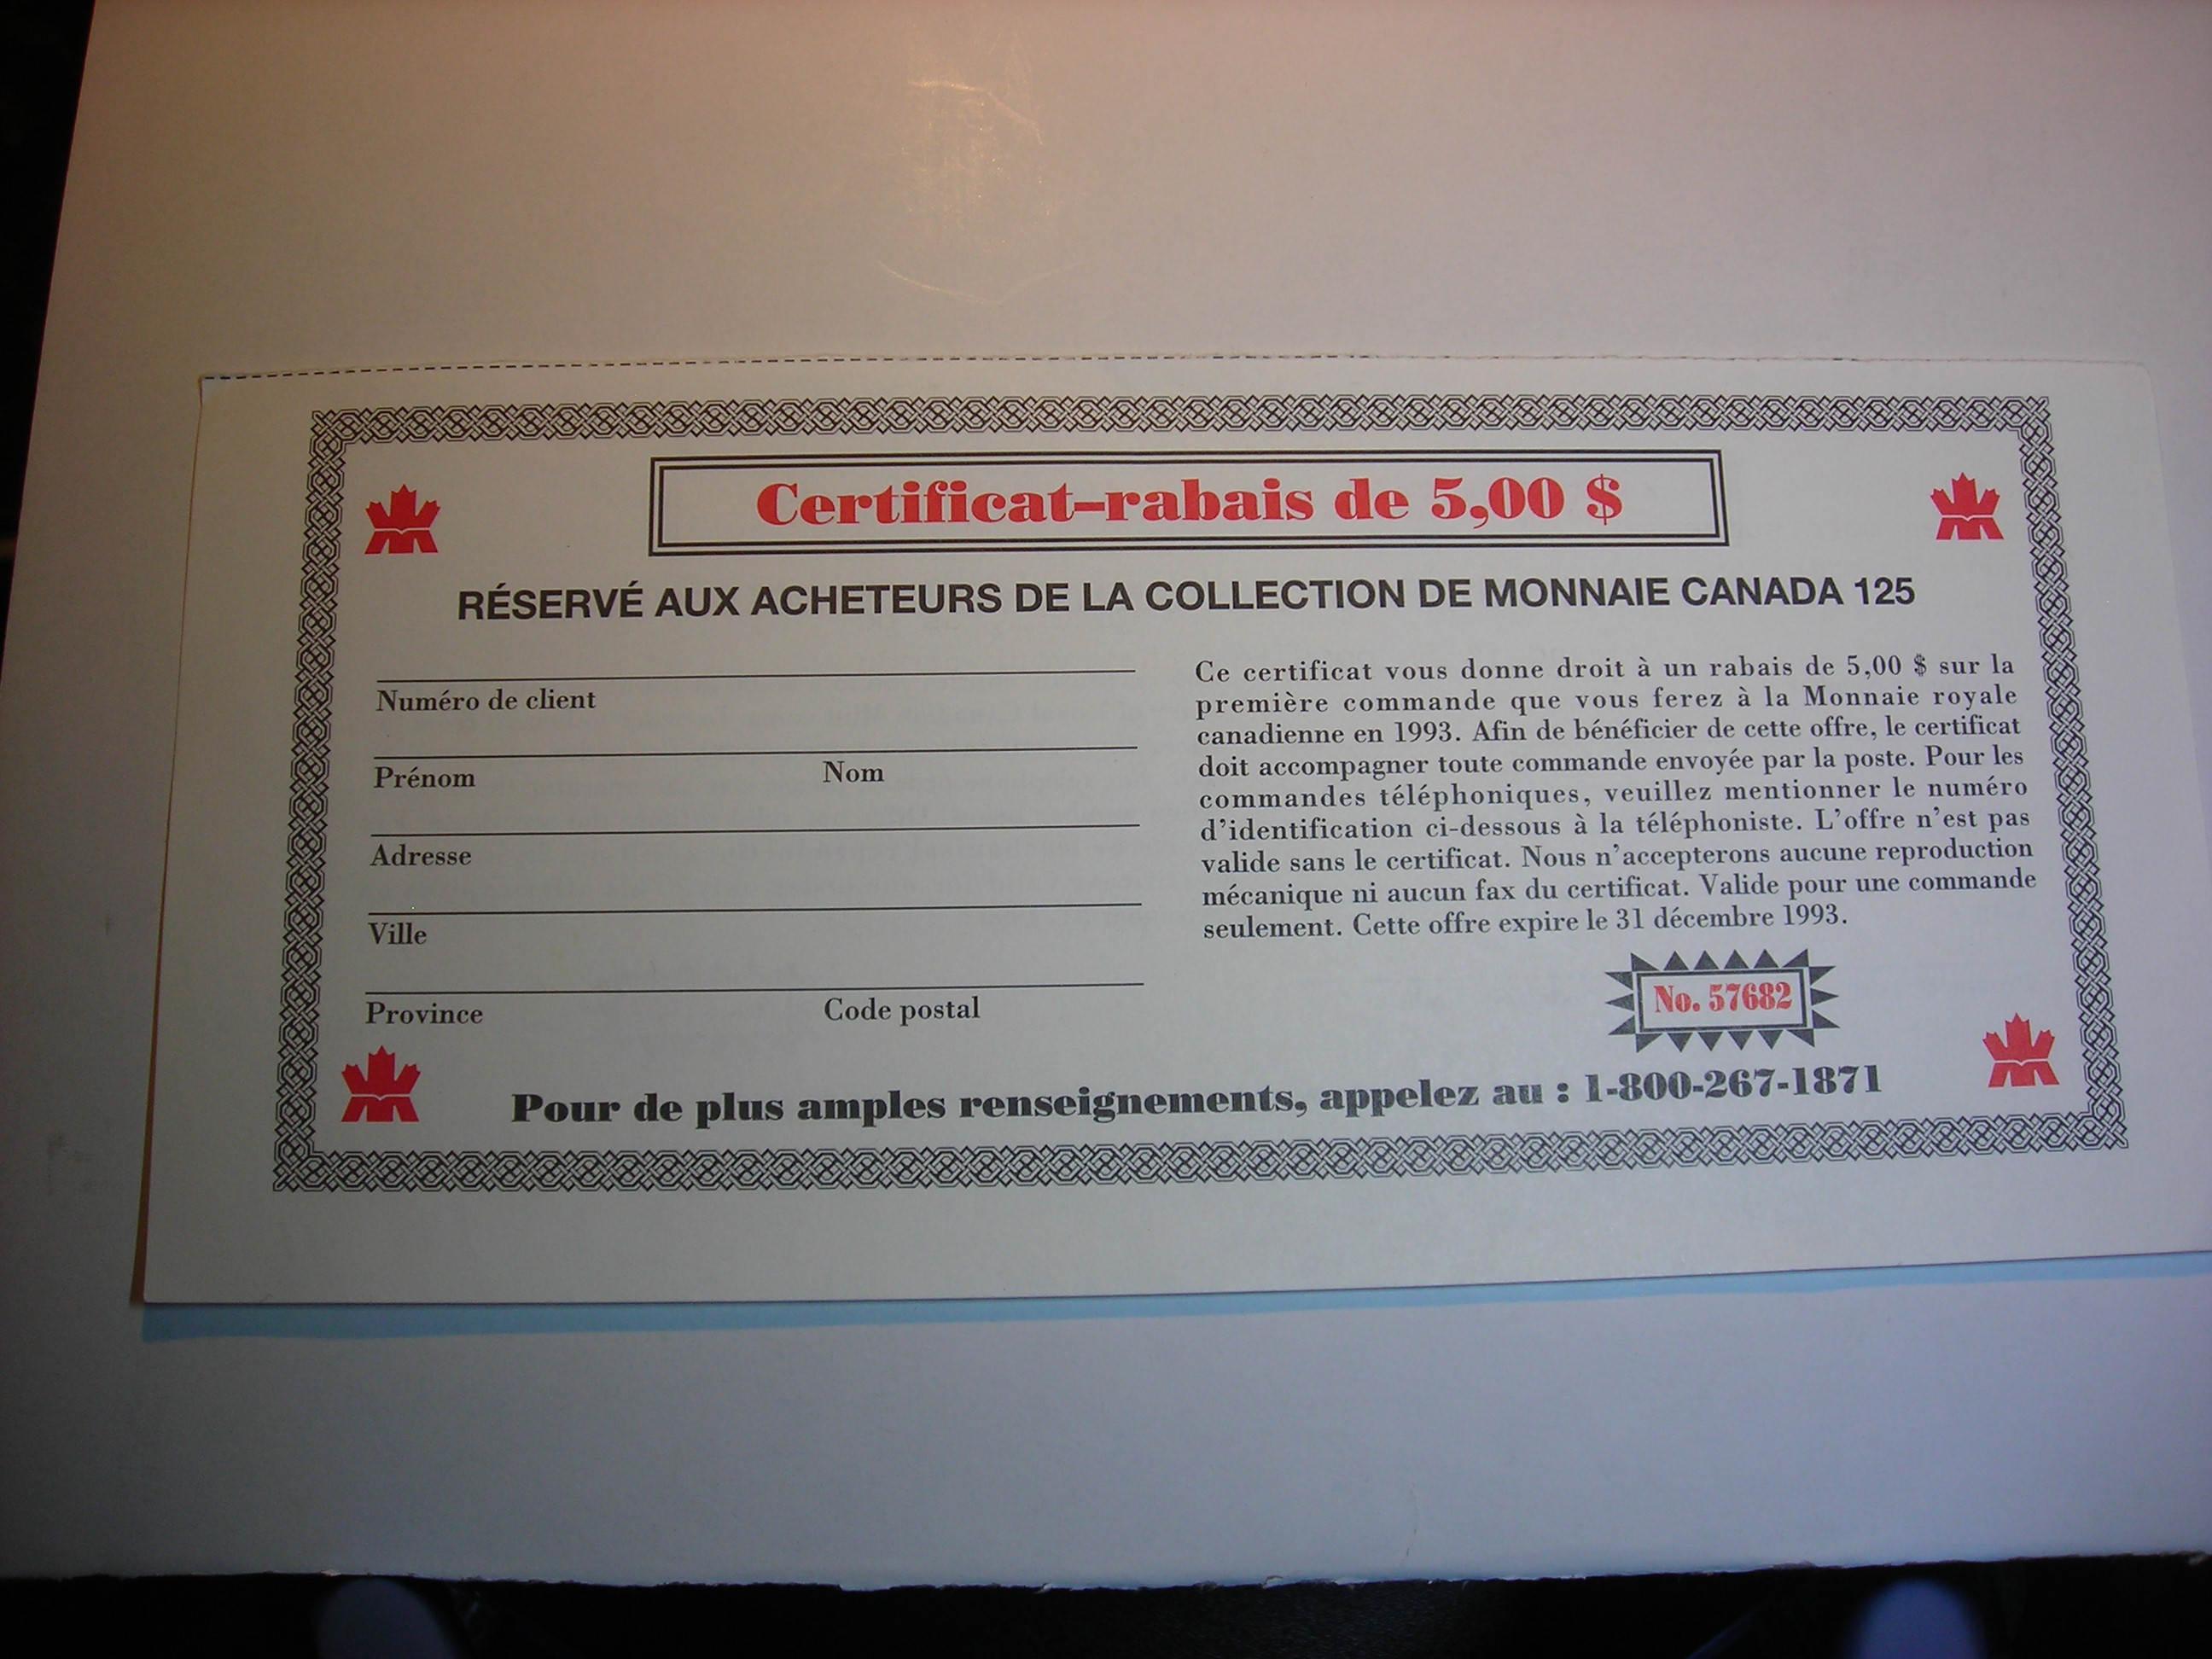 Certificat–rabais de 5,00 $
RÉSERVÉ AUX ACHETEURS DE LA COLLECTION DE MONNAIE CANADA 125
Numéro de client
Prénom Nom
Adresse
Ville
Province Code postal
Ce certificat vous donne droit à un rabais de 5,00 $ sur la
première commande que vous ferez à la Monnaie royale
canadienne en 1993. Afin de bénéficier de cette offre, le certificat
doit accompagner toute commande envoyée par la poste. Pour les
commandes téléphoniques, veuillez mentionner le numéro
d'identification ci-dessous à la téléphoniste. L'offre n'est pas
valide sans le certificat. Nous n'accepterons aucune reproduction
mécanique ni aucun fax du certificat. Valide pour une commande
seulement. Cette offre expire le 31 décembre 1993.
No. 57682
Pour de plus amples renseignements, appelez au : 1-800-267-1871